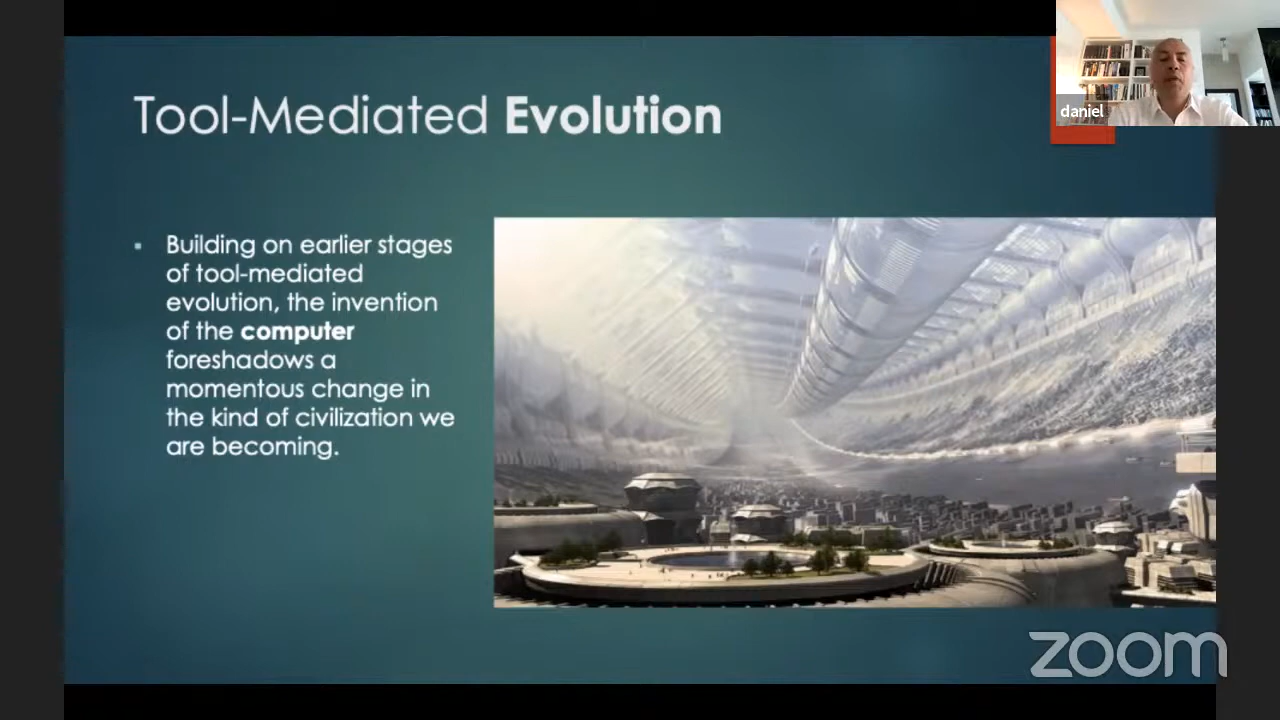 daniel
Tool-Mediated Evolution
▪ Building on earlier stages
of tool-mediated
evolution, the invention
of the computer
foreshadows a
momentous change in
the kind of civilization we
are becoming.
zoom